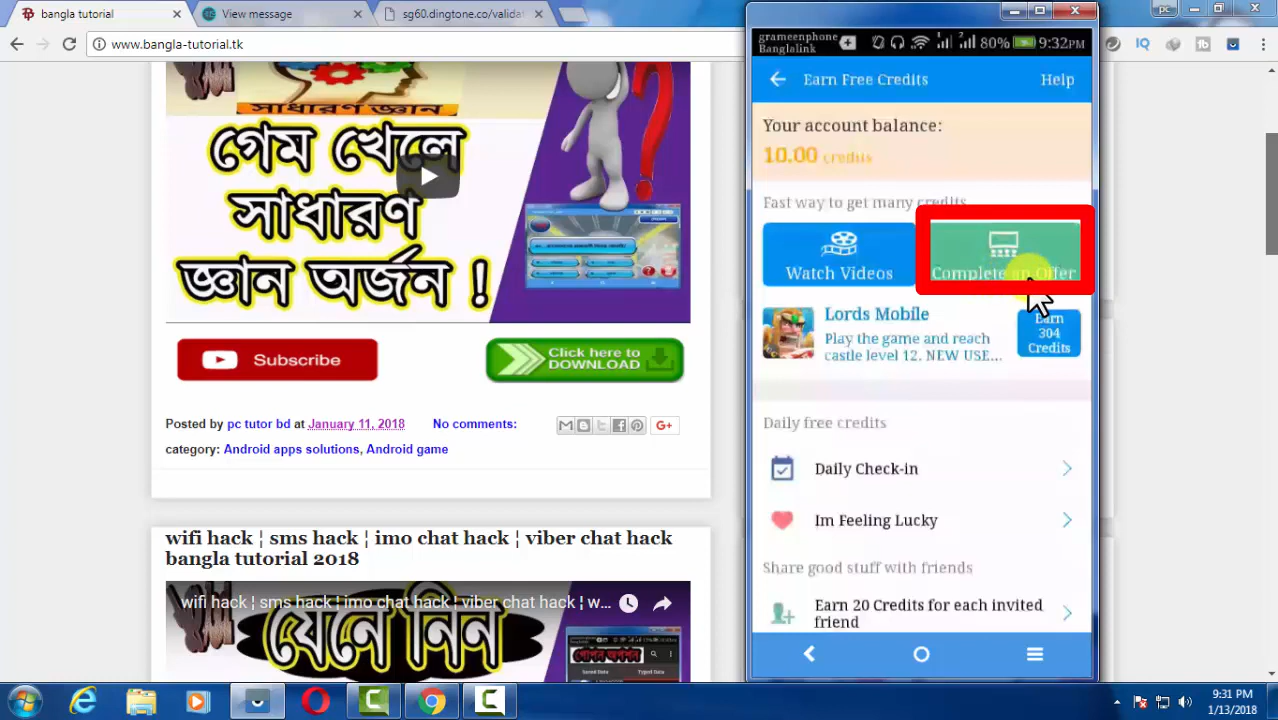 bangla tutorial
View message
sg60.dingtone.co/valida
pc
www.bangla-tutorial.tk
সাধারণ জ্ঞান
গেম খেলে
সাধারণ
জ্ঞান অর্জন !
Subscribe
Click here to
DOWNLOAD
Posted by pc tutor bd at January 11, 2018 No comments:
category: Android apps solutions, Android game
wifi hack ¦ sms hack ¦ imo chat hack ¦ viber chat hack
bangla tutorial 2018
wifi hack ¦ sms hack ¦ imo chat hack ¦ viber chat hack ¦ w...
জেনে নিন
grameenphone
Banglalink
80% 9:32PM
Earn Free Credits
Help
Your account balance:
10.00 credits
Fast way to get many credits
Watch Videos
Complete an Offer
Lords Mobile
Play the game and reach
castle level 12. NEW USE...
Earn
304
Credits
Daily free credits
Daily Check-in
Im Feeling Lucky
Share good stuff with friends
Earn 20 Credits for each invited
friend
9:31 PM
1/13/2018